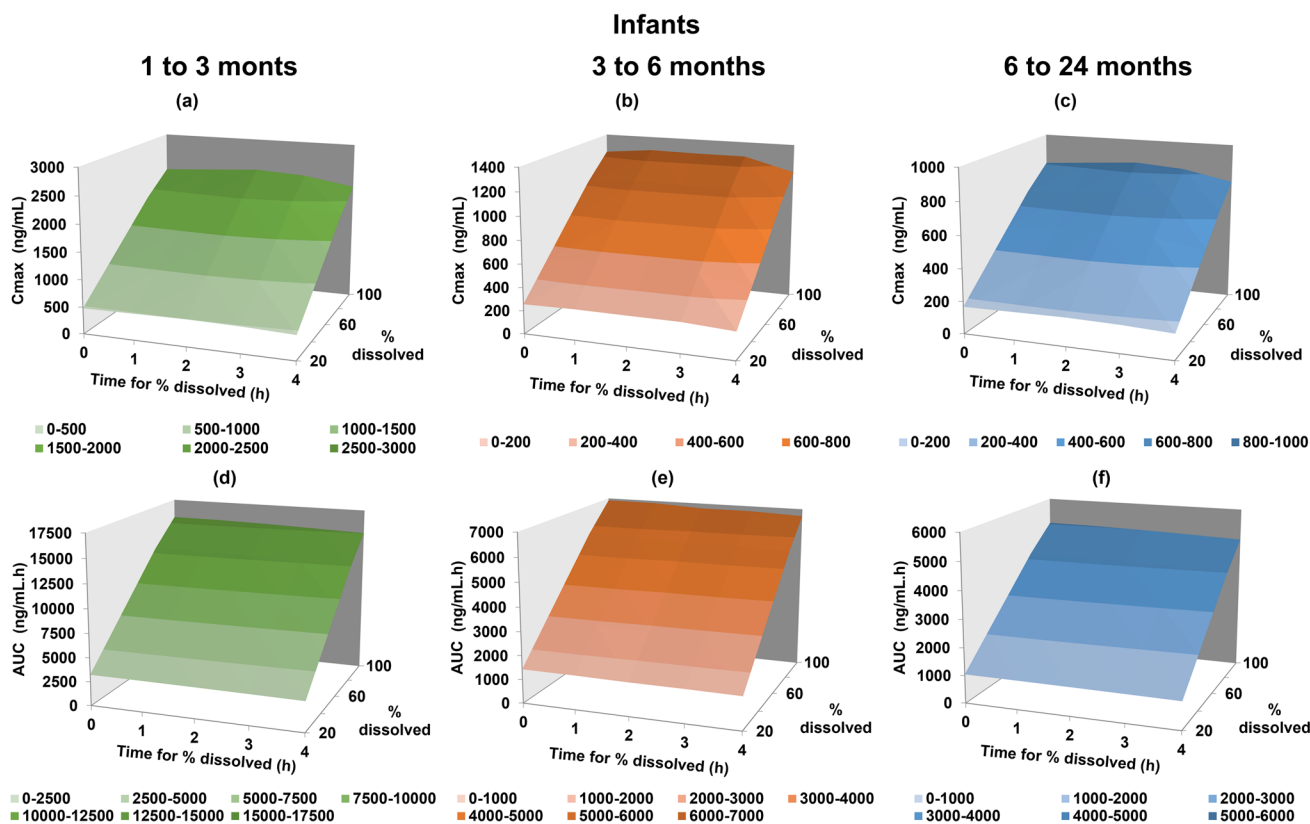 Infants
1 to 3 monts 3 to 6 months 6 to 24 months
(a) (b) (c)
Cmax (ng/mL)
3000
2500
2000
1500
1000
500
0
0 1 2 3 4
Time for % dissolved (h)
20
60
100
%
dissolved
0-500 500-1000 1000-1500
1500-2000 2000-2500 2500-3000
Cmax (ng/mL)
1400
1200
1000
800
600
400
200
0
0 1 2 3 4
Time for % dissolved (h)
20
60
100
%
dissolved
0-200 200-400 400-600 600-800
Cmax (ng/mL)
1000
800
600
400
200
0
0 1 2 3 4
Time for % dissolved (h)
20
60
100
%
dissolved
0-200 200-400 400-600 600-800 800-1000
(d) (e) (f)
AUC (ng/mL.h)
17500
15000
12500
10000
7500
5000
2500
0
0 1 2 3 4
Time for % dissolved (h)
20
60
100
%
dissolved
0-2500 2500-5000 5000-7500 7500-10000
10000-12500 12500-15000 15000-17500
AUC (ng/mL.h)
7000
6000
5000
4000
3000
2000
1000
0
0 1 2 3 4
Time for % dissolved (h)
20
60
100
%
dissolved
0-1000 1000-2000 2000-3000 3000-4000
4000-5000 5000-6000 6000-7000
AUC (ng/mL.h)
6000
5000
4000
3000
2000
1000
0
0 1 2 3 4
Time for % dissolved (h)
20
60
100
%
dissolved
0-1000 1000-2000 2000-3000
3000-4000 4000-5000 5000-6000